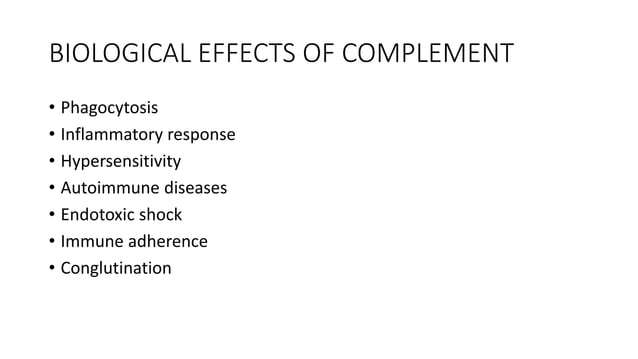 BIOLOGICAL EFFECTS OF COMPLEMENT
• Phagocytosis
• Inflammatory response
• Hypersensitivity
• Autoimmune diseases
• Endotoxic shock
• Immune adherence
• Conglutination